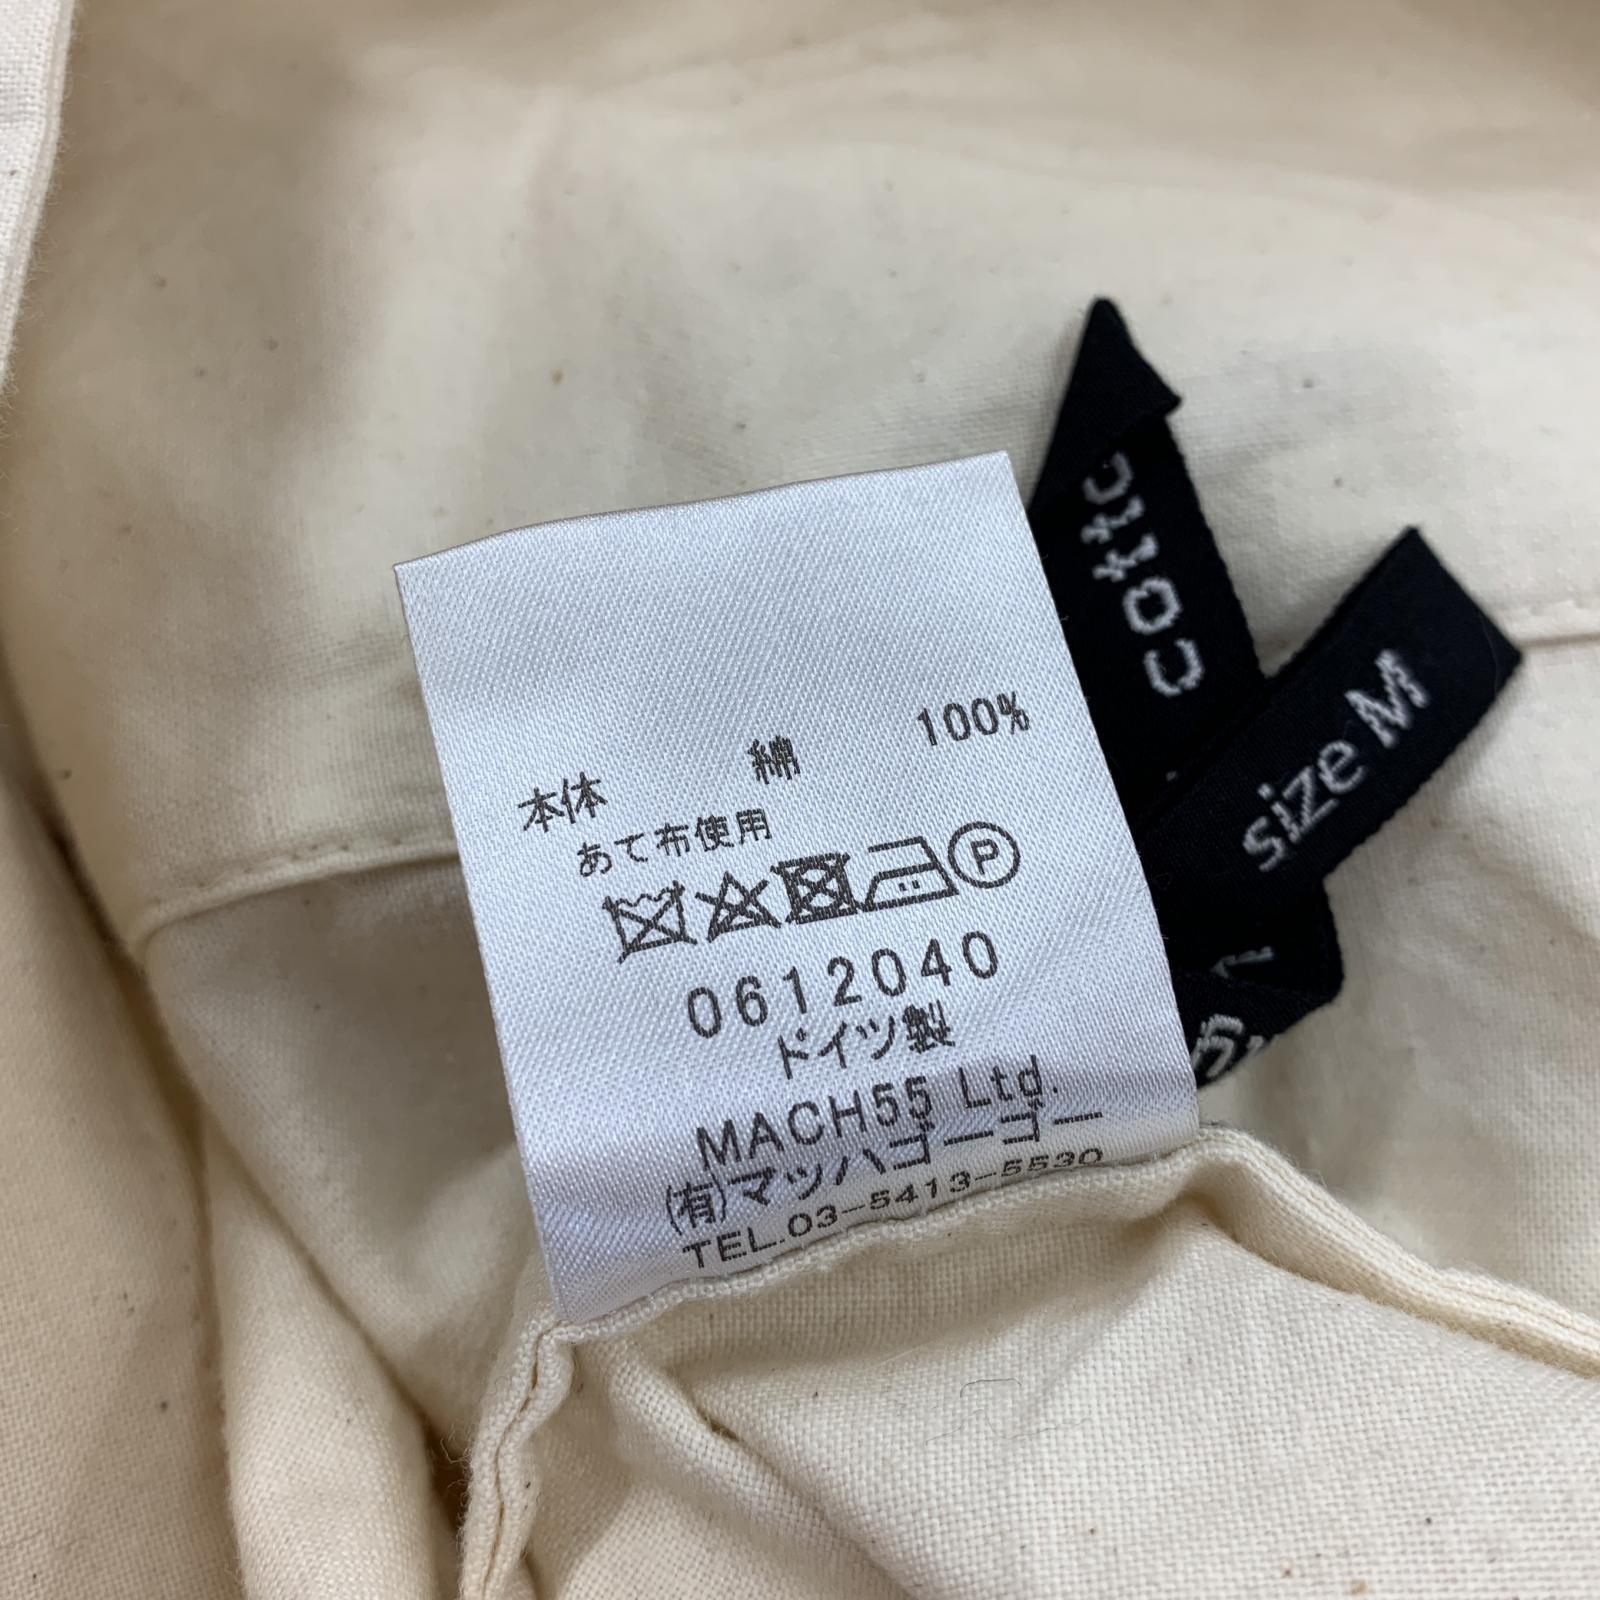 本体 綿 100%
あて布使用
P
0612040
ドイツ製
MACH55 Ltd.
(有)マッハゴーゴー
TEL.03-5413-5530
size M